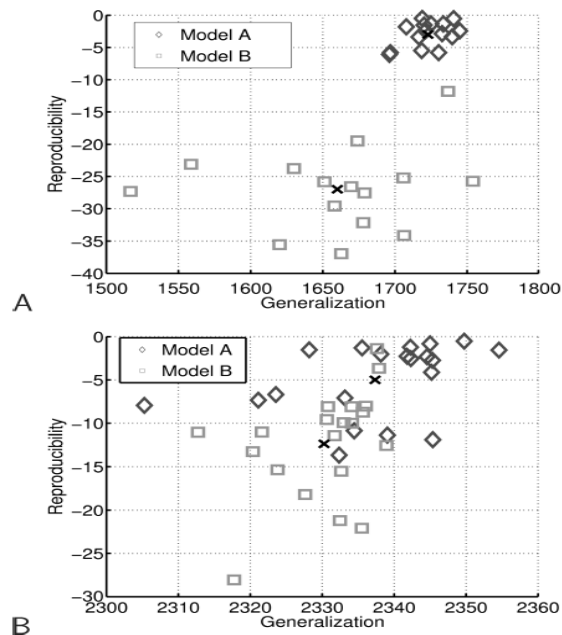 0
−5
−10
−15
−20
−25
−30
−35
−40
Reproducibility
Model A
Model B
1500 1550 1600 1650 1700 1750 1800
Generalization
A
0
−5
−10
−15
−20
−25
−30
Reproducibility
Model A
Model B
2300 2310 2320 2330 2340 2350 2360
Generalization
B